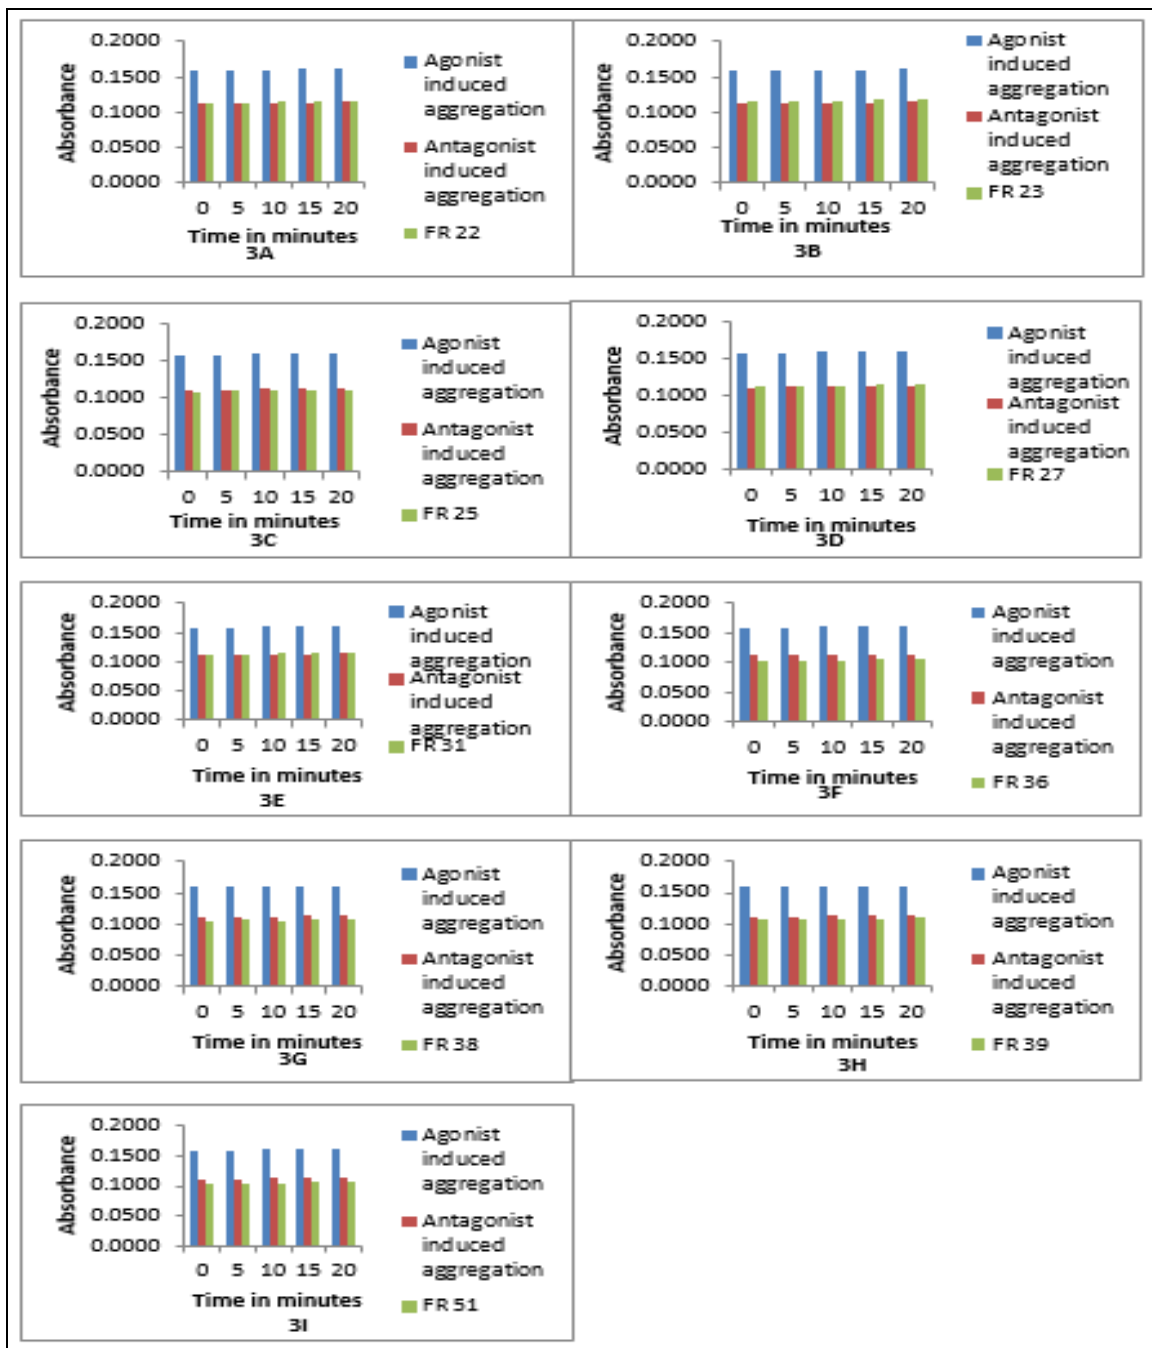 0.2000
0.1500
0.1000
0.0500
0.0000
Absorbance
0 5 10 15 20
Time in minutes
3A
Agonist
induced
aggregation
Antagonist
induced
aggregation
FR 22
0.2000
0.1500
0.1000
0.0500
0.0000
Absorbance
0 5 10 15 20
Time in minutes
3B
Agonist
induced
aggregation
Antagonist
induced
aggregation
FR 23
0.2000
0.1500
0.1000
0.0500
0.0000
Absorbance
0 5 10 15 20
Time in minutes
3C
Agonist
induced
aggregation
Antagonist
induced
aggregation
FR 25
0.2000
0.1500
0.1000
0.0500
0.0000
Absorbance
0 5 10 15 20
Time in minutes
3D
Agonist
induced
aggregation
Antagonist
induced
aggregation
FR 27
0.2000
0.1500
0.1000
0.0500
0.0000
Absorbance
0 5 10 15 20
Time in minutes
3E
Agonist
induced
aggregation
Antagonist
induced
aggregation
FR 31
0.2000
0.1500
0.1000
0.0500
0.0000
Absorbance
0 5 10 15 20
Time in minutes
3F
Agonist
induced
aggregation
Antagonist
induced
aggregation
FR 36
0.2000
0.1500
0.1000
0.0500
0.0000
Absorbance
0 5 10 15 20
Time in minutes
3G
Agonist
induced
aggregation
Antagonist
induced
aggregation
FR 38
0.2000
0.1500
0.1000
0.0500
0.0000
Absorbance
0 5 10 15 20
Time in minutes
3H
Agonist
induced
aggregation
Antagonist
induced
aggregation
FR 39
0.2000
0.1500
0.1000
0.0500
0.0000
Absorbance
0 5 10 15 20
Time in minutes
3I
Agonist
induced
aggregation
Antagonist
induced
aggregation
FR 51